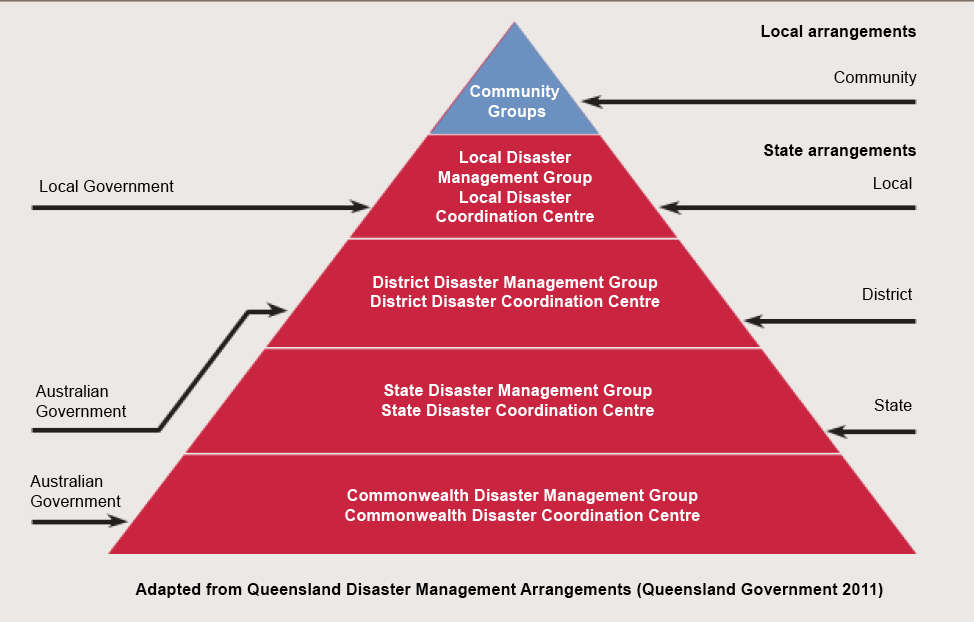 Local arrangements
Community
Community
Groups
State arrangements
Local
Local Government
Local Disaster
Management Group
Local Disaster
Coordination Centre
District
District Disaster Management Group
District Disaster Coordination Centre
Australian
Government
State Disaster Management Group
State Disaster Coordination Centre
State
Australian
Government
Commonwealth Disaster Management Group
Commonwealth Disaster Coordination Centre
Adapted from Queensland Disaster Management Arrangements (Queensland Government 2011)